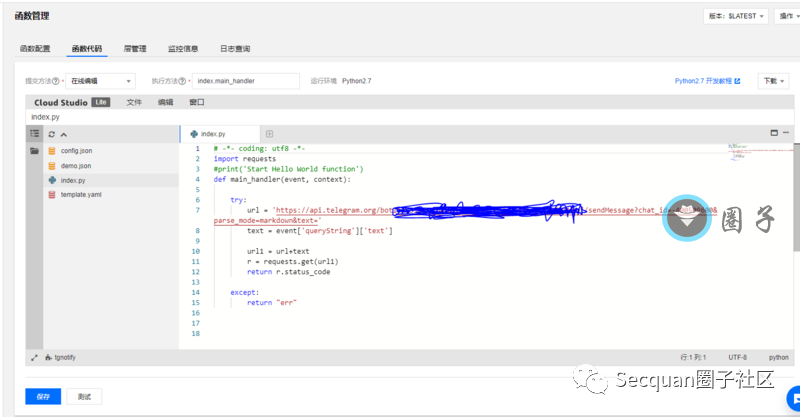 函数管理
版本: $LATEST
操作
函数配置
函数代码
层管理
监控信息
日志查询
提交方法
在线编辑
执行方法
index.main_handler
运行环境 Python2.7
Python2.7 开发教程
下载
Cloud Studio Lite 文件 编辑 窗口
index.py
index.py
config.json
demo.json
index.py
template.yaml
1 # -*- coding: utf8 -*-
2 import requests
3 #print('Start Hello World function')
4 def main_handler(event, context):
5
6 try:
7 url = 'https://api.telegram.org/bot /sendMessage?chat_id=
parse_mode=markdown&text='
8 text = event['queryString']['text']
9
10 url1 = url+text
11 r = requests.get(url1)
12 return r.status_code
13
14 except:
15 return "err"
16
17
18
圈子
tgnotify
行:1 列:1
UTF-8
python
Secquan圈子社区
保存
测试